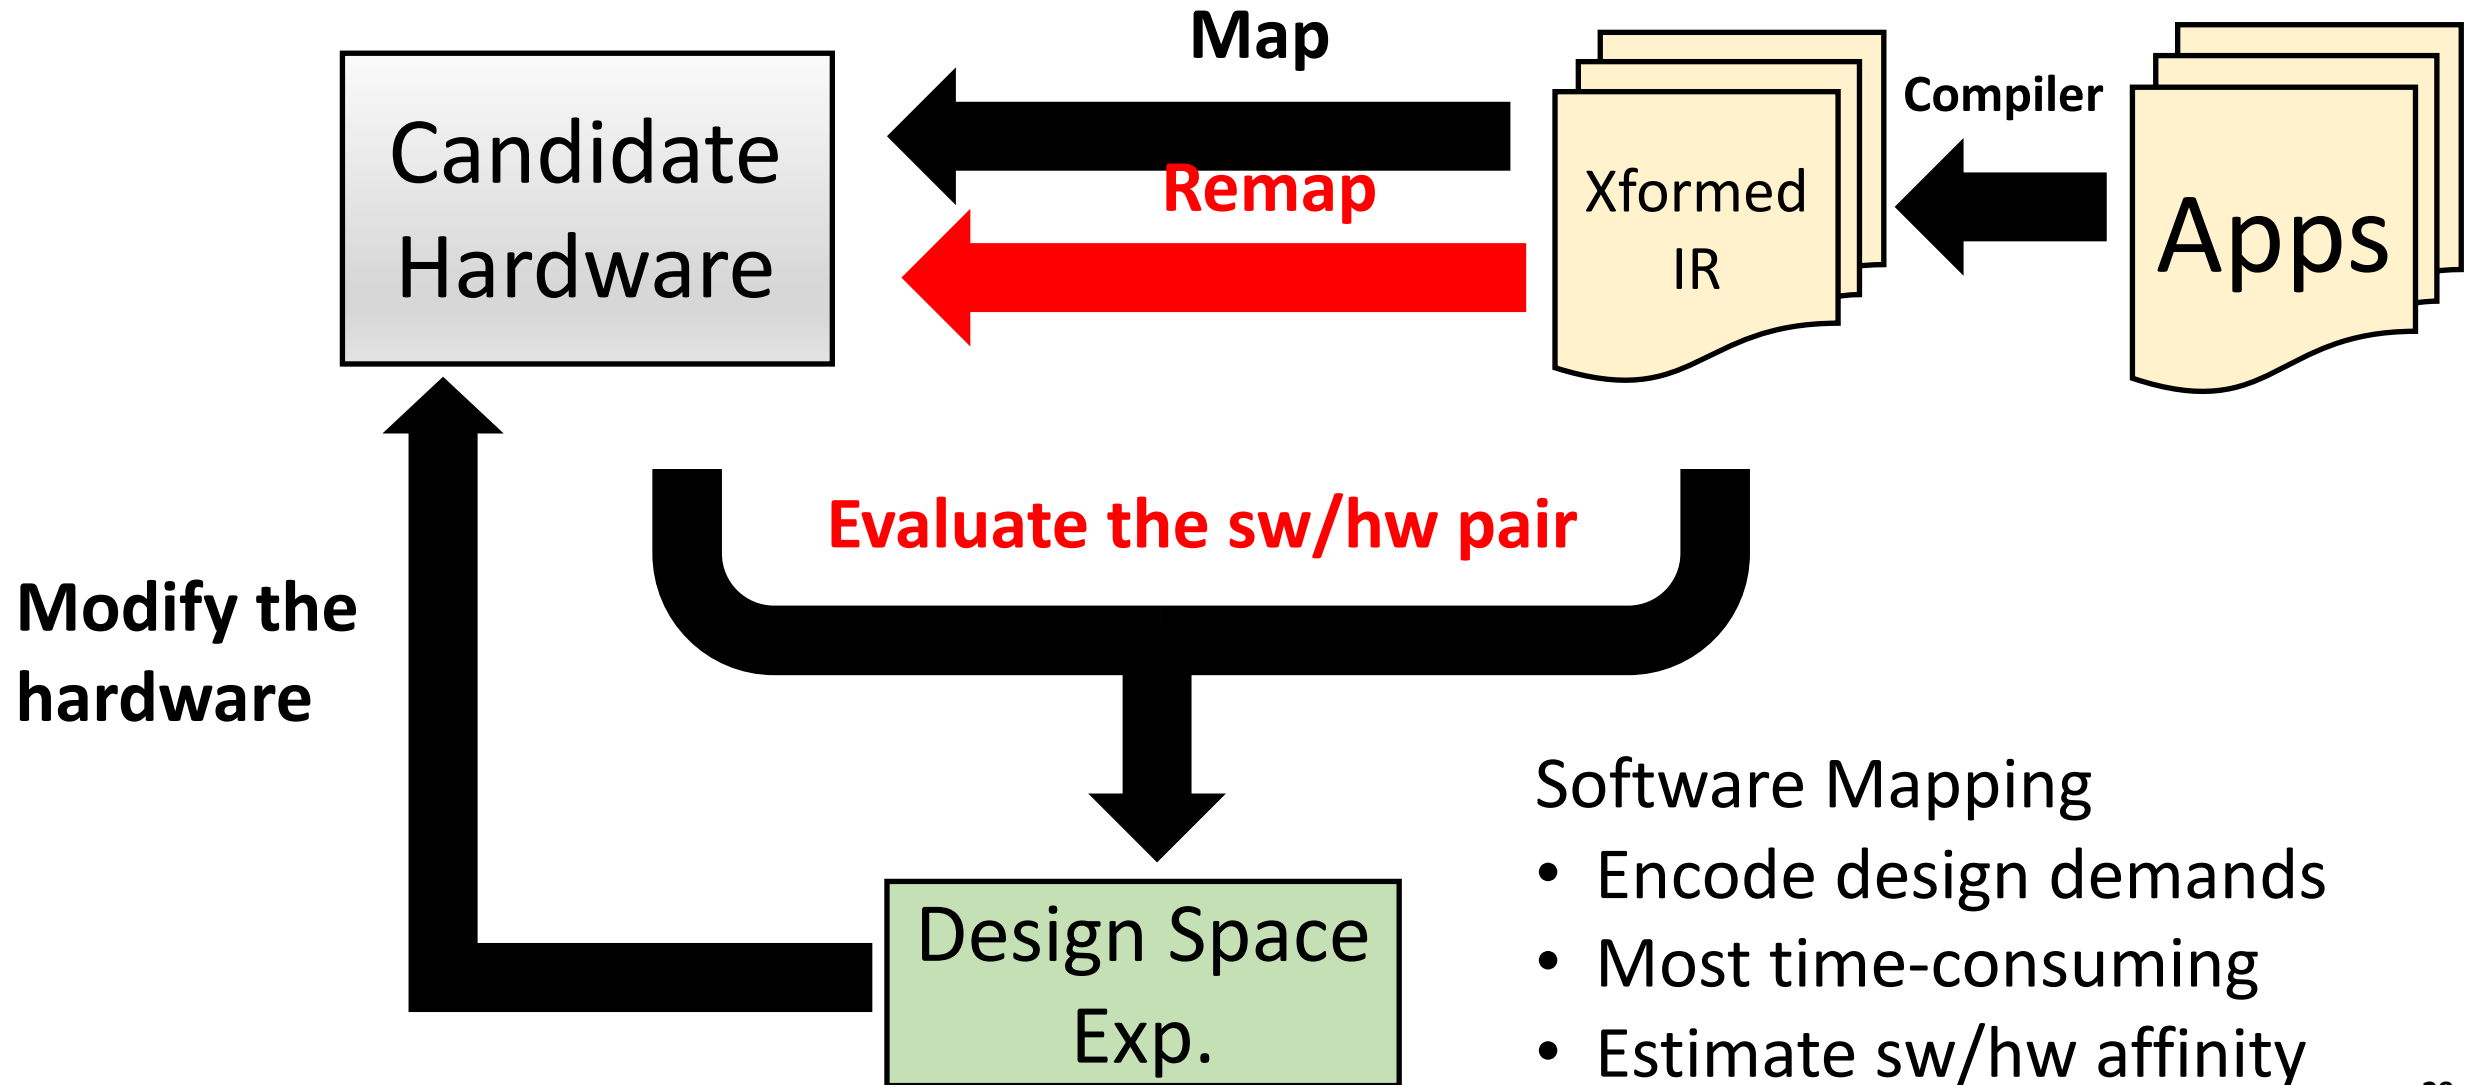 Map
Compiler
Candidate
Hardware
Remap
Xformed
IR
Apps
Evaluate the sw/hw pair
Modify the
hardware
Software Mapping
• Encode design demands
• Most time-consuming
• Estimate sw/hw affinity
Design Space
Exp.